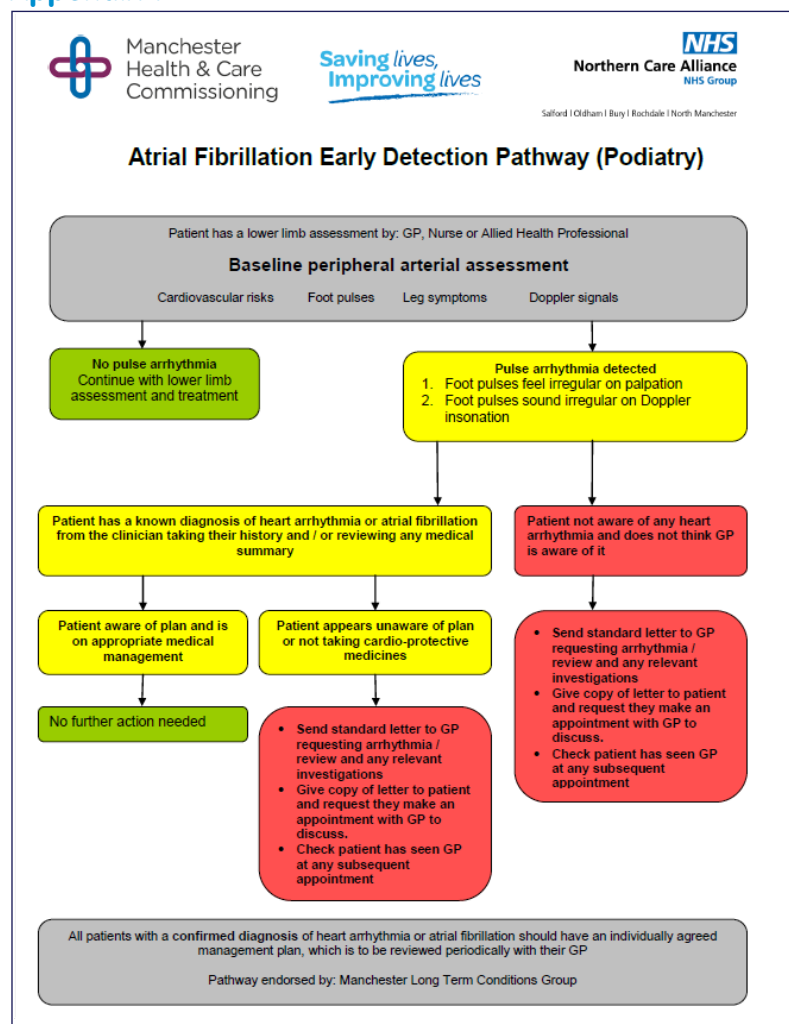 Manchester
Health & Care
Commissioning
Saving lives,
Improving lives
NHS
Northern Care Alliance
NHS Group
Salford | Oldham | Bury | Rochdale | North Manchester
Atrial Fibrillation Early Detection Pathway (Podiatry)
Patient has a lower limb assessment by: GP, Nurse or Allied Health Professional
Baseline peripheral arterial assessment
Cardiovascular risks Foot pulses Leg symptoms Doppler signals
No pulse arrhythmia
Continue with lower limb
assessment and treatment
Pulse arrhythmia detected
1. Foot pulses feel irregular on palpation
2. Foot pulses sound irregular on Doppler
insonation
Patient has a known diagnosis of heart arrhythmia or atrial fibrillation
from the clinician taking their history and / or reviewing any medical
summary
Patient not aware of any heart
arrhythmia and does not think GP
is aware of it
Patient aware of plan and is
on appropriate medical
management
Patient appears unaware of plan
or not taking cardio-protective
medicines
• Send standard letter to GP
requesting arrhythmia /
review and any relevant
investigations
• Give copy of letter to patient
and request they make an
appointment with GP to
discuss.
• Check patient has seen GP
at any subsequent
appointment
No further action needed
• Send standard letter to GP
requesting arrhythmia /
review and any relevant
investigations
• Give copy of letter to patient
and request they make an
appointment with GP to
discuss.
• Check patient has seen GP
at any subsequent
appointment
All patients with a confirmed diagnosis of heart arrhythmia or atrial fibrillation should have an individually agreed
management plan, which is to be reviewed periodically with their GP
Pathway endorsed by: Manchester Long Term Conditions Group